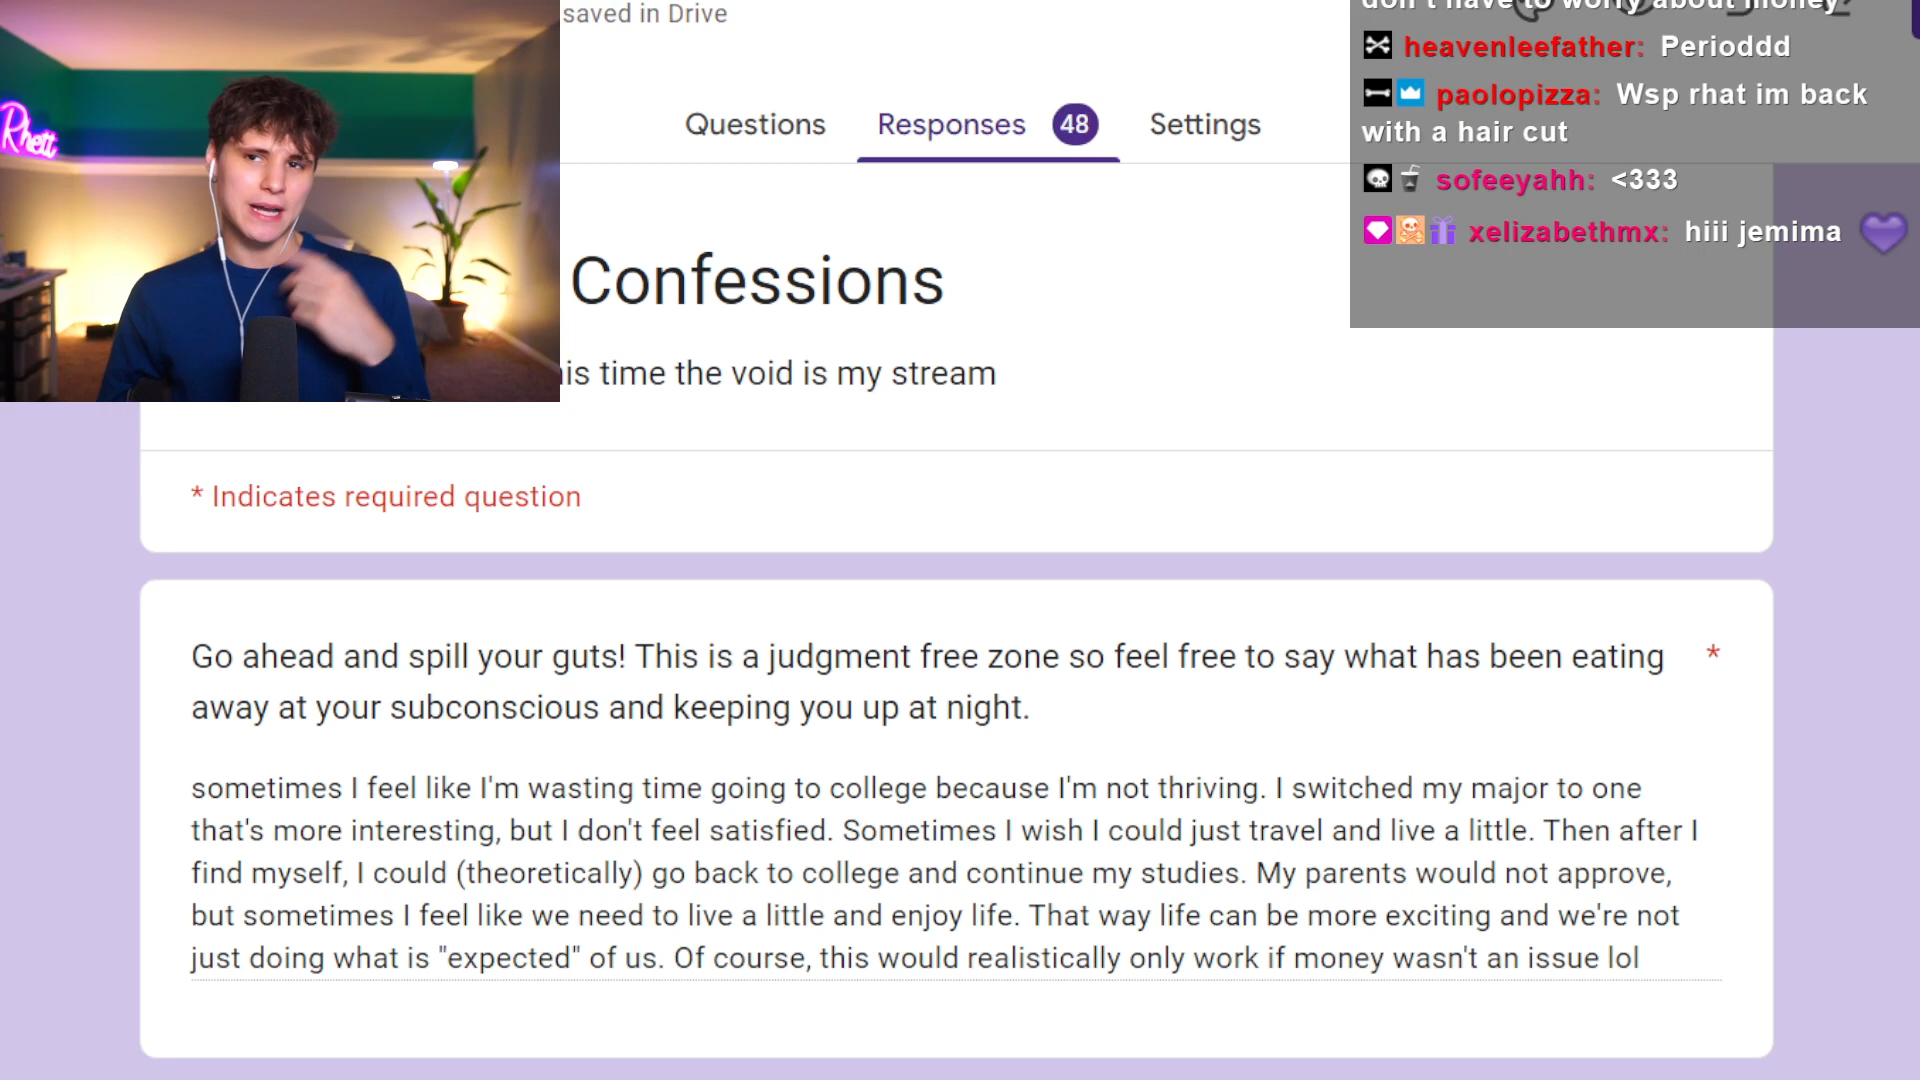 saved in Drive
don't have to worry about money
heavenleefather: Perioddd
paolopizza: Wsp rhat im back
with a hair cut
sofeeyahh: <333
xelizabethmx: hiii jemima
Rhett
Questions Responses 48 Settings
Confessions
his time the void is my stream
* Indicates required question
Go ahead and spill your guts! This is a judgment free zone so feel free to say what has been eating *
away at your subconscious and keeping you up at night.
sometimes I feel like I'm wasting time going to college because I'm not thriving. I switched my major to one
that's more interesting, but I don't feel satisfied. Sometimes I wish I could just travel and live a little. Then after I
find myself, I could (theoretically) go back to college and continue my studies. My parents would not approve,
but sometimes I feel like we need to live a little and enjoy life. That way life can be more exciting and we're not
just doing what is "expected" of us. Of course, this would realistically only work if money wasn't an issue lol